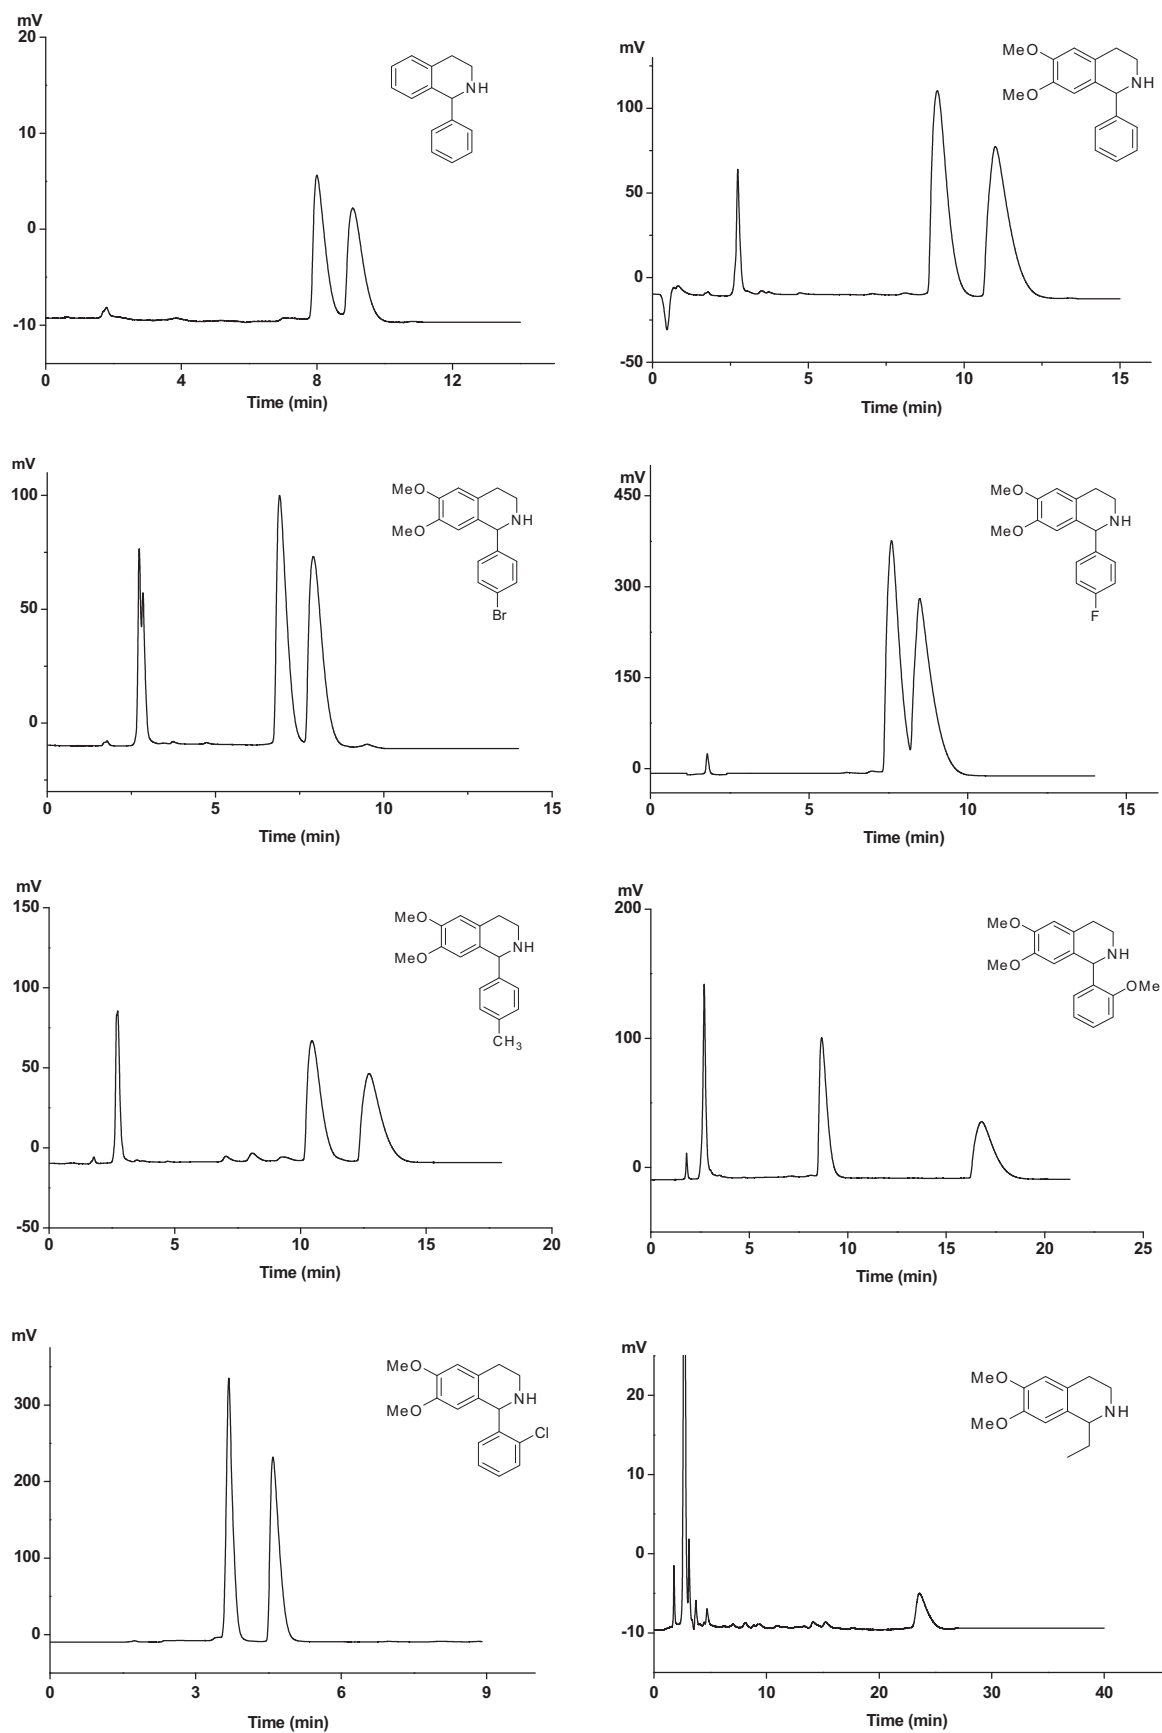 mV
20
10
0
-10
0 4 8 12
Time (min)
NH
mV
100
50
0
-50
0 5 10 15
Time (min)
MeO
MeO
NH
mV
100
50
0
0 5 10 15
Time (min)
MeO
MeO
NH
Br
450
300
150
0
0 5 10 15
Time (min)
MeO
MeO
NH
F
mV
150
100
50
0
-50
0 5 10 15 20
Time (min)
MeO
MeO
NH
CH3
mV
200
100
0
0 5 10 15 20 25
Time (min)
MeO
MeO
NH
OMe
mV
300
200
100
0
0 3 6 9
Time (min)
MeO
MeO
NH
Cl
mV
20
10
0
-10
0 10 20 30 40
Time (min)
MeO
MeO
NH